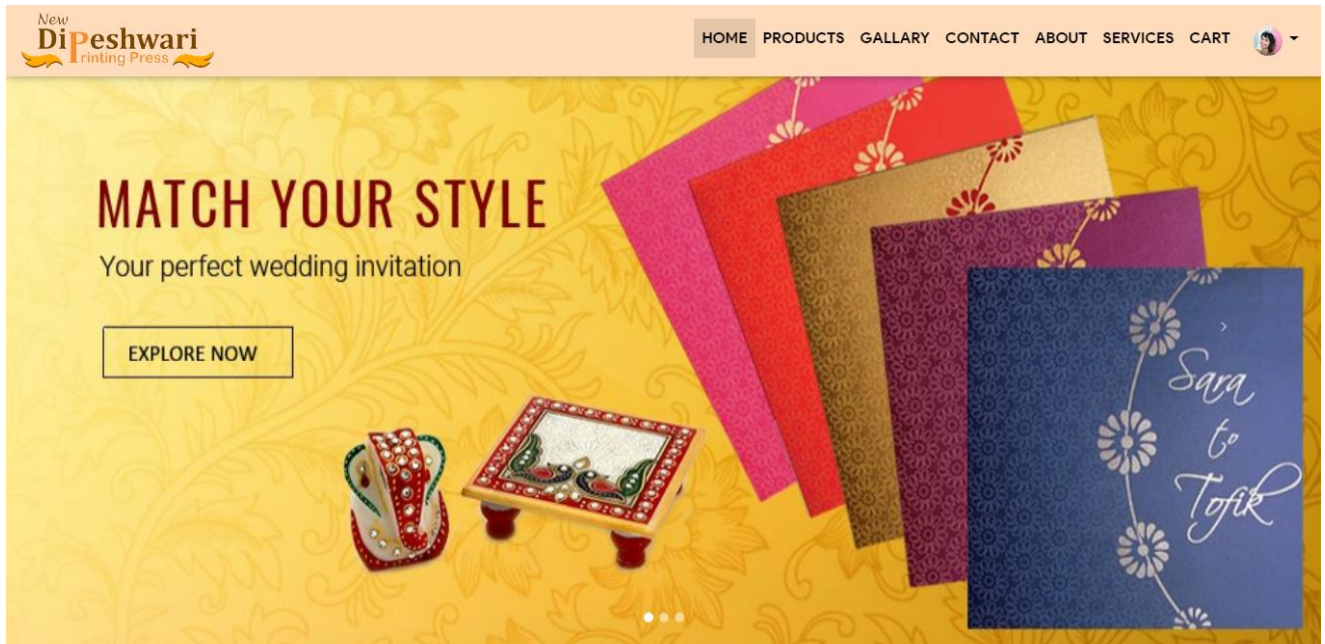 New
DiPeshwari
Printing Press
HOME PRODUCTS GALLARY CONTACT ABOUT SERVICES CART
MATCH YOUR STYLE
Your perfect wedding invitation
EXPLORE NOW
Sara
to
Tofik